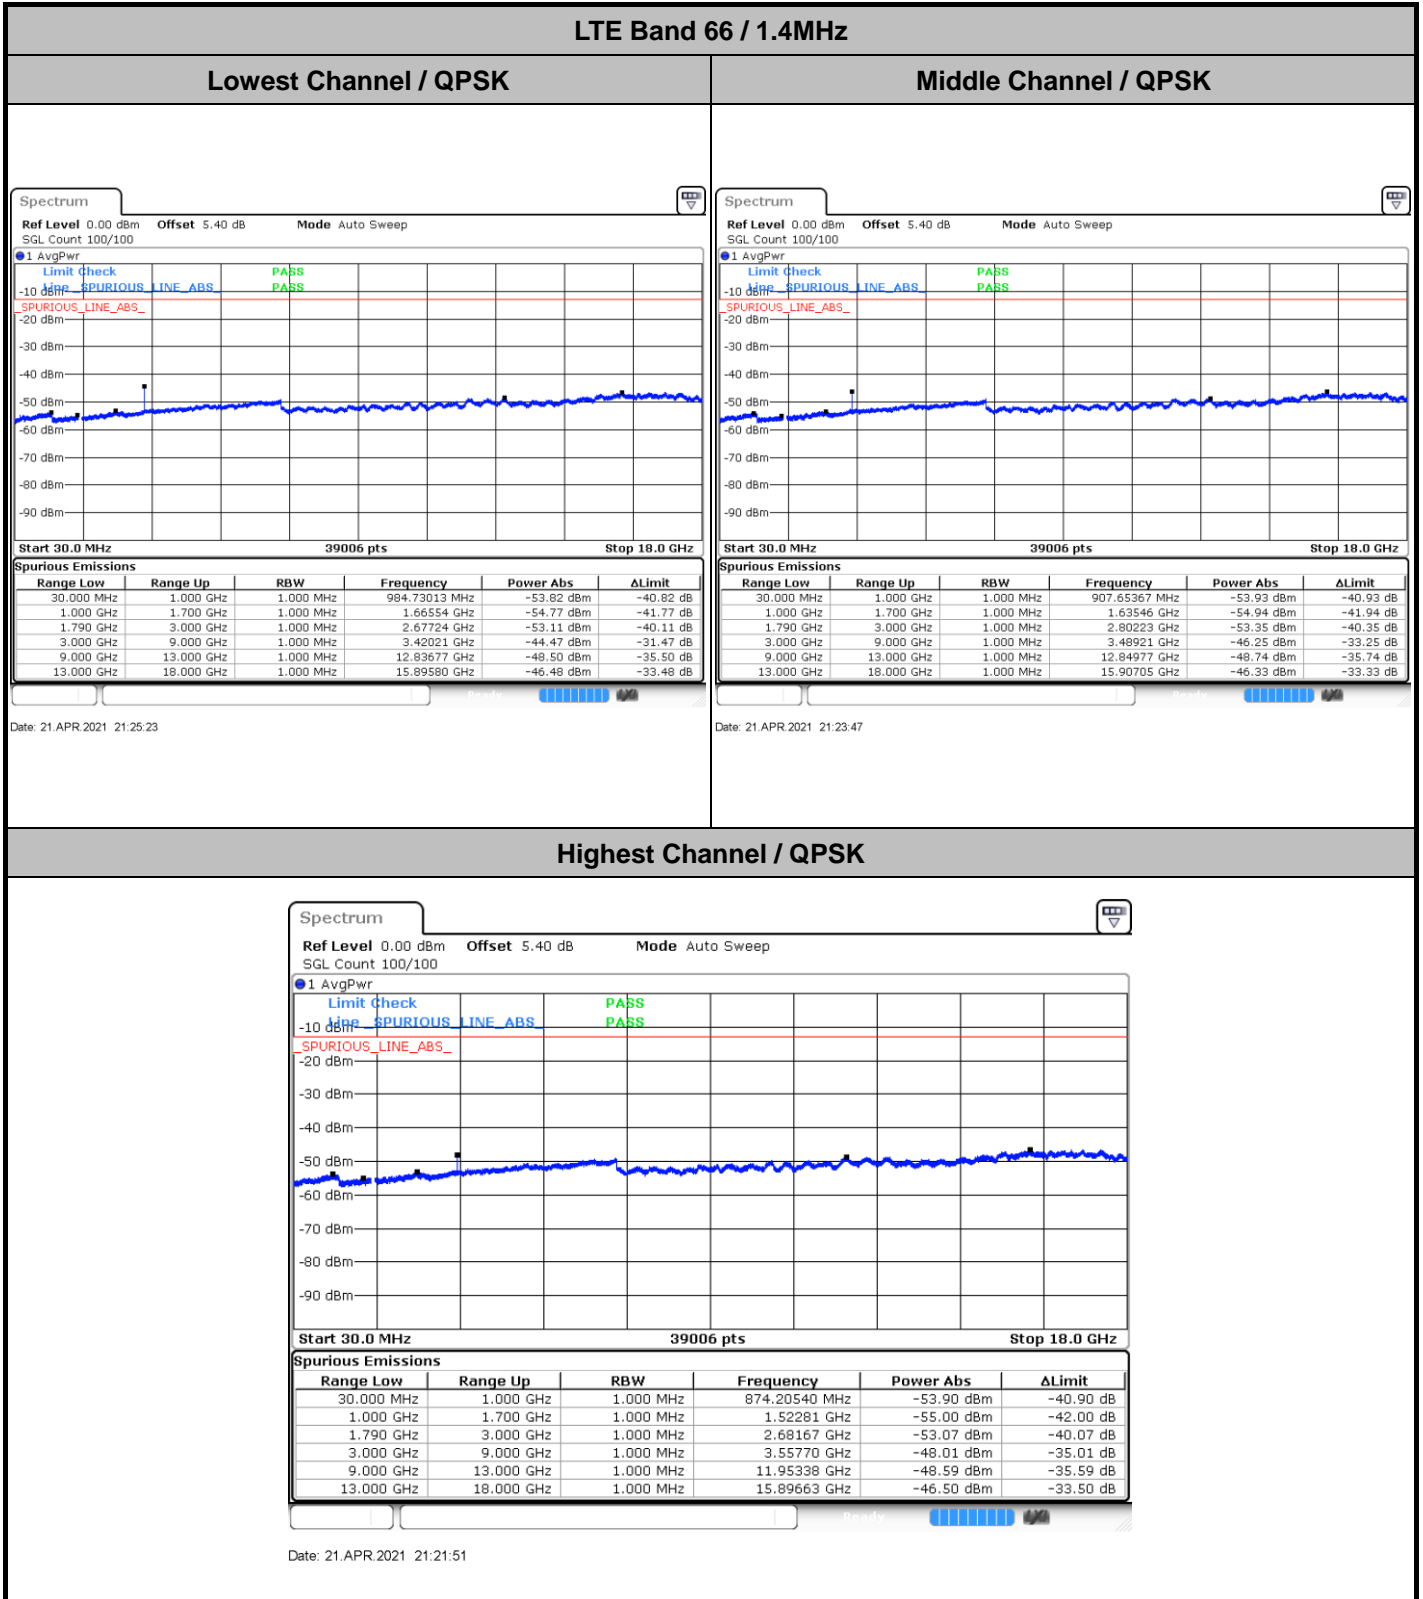 LTE Band 66 / 1.4MHz
Lowest Channel / QPSK
Middle Channel / QPSK
Spectrum
Ref Level 0.00 dBm Offset 5.40 dB Mode Auto Sweep
SGL Count 100/100
1 AvgPwr
Limit Check PASS
Line _SPURIOUS_LINE_ABS_ PASS
-10 dBm
_SPURIOUS_LINE_ABS_
-20 dBm
-30 dBm
-40 dBm
-50 dBm
-60 dBm
-70 dBm
-80 dBm
-90 dBm
Start 30.0 MHz 39006 pts Stop 18.0 GHz
Spurious Emissions
Range Low Range Up RBW Frequency Power Abs ΔLimit
30.000 MHz 1.000 GHz 1.000 MHz 984.73013 MHz -53.82 dBm -40.82 dB
1.000 GHz 1.700 GHz 1.000 MHz 1.66554 GHz -54.77 dBm -41.77 dB
1.790 GHz 3.000 GHz 1.000 MHz 2.67724 GHz -53.11 dBm -40.11 dB
3.000 GHz 9.000 GHz 1.000 MHz 3.42021 GHz -44.47 dBm -31.47 dB
9.000 GHz 13.000 GHz 1.000 MHz 12.83677 GHz -48.50 dBm -35.50 dB
13.000 GHz 18.000 GHz 1.000 MHz 15.89580 GHz -46.48 dBm -33.48 dB
Ready
Date: 21.APR.2021 21:25:23
Spectrum
Ref Level 0.00 dBm Offset 5.40 dB Mode Auto Sweep
SGL Count 100/100
1 AvgPwr
Limit Check PASS
Line _SPURIOUS_LINE_ABS_ PASS
-10 dBm
_SPURIOUS_LINE_ABS_
-20 dBm
-30 dBm
-40 dBm
-50 dBm
-60 dBm
-70 dBm
-80 dBm
-90 dBm
Start 30.0 MHz 39006 pts Stop 18.0 GHz
Spurious Emissions
Range Low Range Up RBW Frequency Power Abs ΔLimit
30.000 MHz 1.000 GHz 1.000 MHz 907.65367 MHz -53.93 dBm -40.93 dB
1.000 GHz 1.700 GHz 1.000 MHz 1.63546 GHz -54.94 dBm -41.94 dB
1.790 GHz 3.000 GHz 1.000 MHz 2.80223 GHz -53.35 dBm -40.35 dB
3.000 GHz 9.000 GHz 1.000 MHz 3.48921 GHz -46.25 dBm -33.25 dB
9.000 GHz 13.000 GHz 1.000 MHz 12.84977 GHz -48.74 dBm -35.74 dB
13.000 GHz 18.000 GHz 1.000 MHz 15.90705 GHz -46.33 dBm -33.33 dB
Ready
Date: 21.APR.2021 21:23:47
Highest Channel / QPSK
Spectrum
Ref Level 0.00 dBm Offset 5.40 dB Mode Auto Sweep
SGL Count 100/100
1 AvgPwr
Limit Check PASS
Line _SPURIOUS_LINE_ABS_ PASS
-10 dBm
_SPURIOUS_LINE_ABS_
-20 dBm
-30 dBm
-40 dBm
-50 dBm
-60 dBm
-70 dBm
-80 dBm
-90 dBm
Start 30.0 MHz 39006 pts Stop 18.0 GHz
Spurious Emissions
Range Low Range Up RBW Frequency Power Abs ΔLimit
30.000 MHz 1.000 GHz 1.000 MHz 874.20540 MHz -53.90 dBm -40.90 dB
1.000 GHz 1.700 GHz 1.000 MHz 1.52281 GHz -55.00 dBm -42.00 dB
1.790 GHz 3.000 GHz 1.000 MHz 2.68167 GHz -53.07 dBm -40.07 dB
3.000 GHz 9.000 GHz 1.000 MHz 3.55770 GHz -48.01 dBm -35.01 dB
9.000 GHz 13.000 GHz 1.000 MHz 11.95338 GHz -48.59 dBm -35.59 dB
13.000 GHz 18.000 GHz 1.000 MHz 15.89663 GHz -46.50 dBm -33.50 dB
Ready
Date: 21.APR.2021 21:21:51